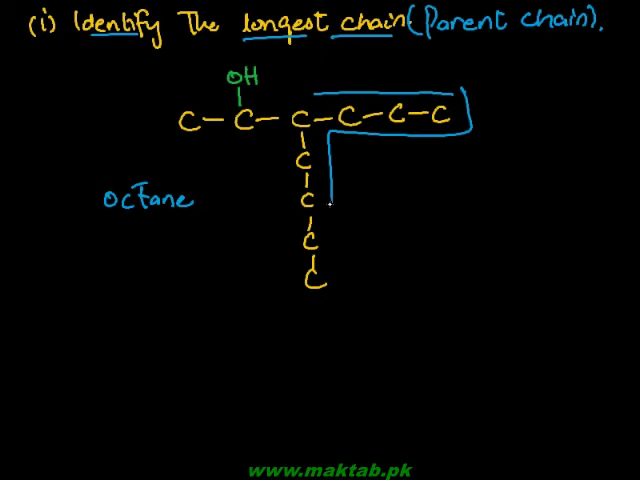 (i) Identify The longest chain (Parent chain).
OH
C - C - C - C - C - C
C
Octane
C
C
C
www.maktab.pk